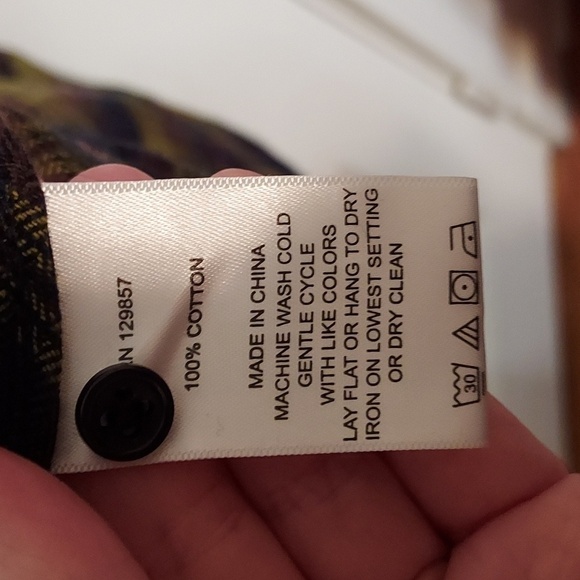 N 129857
100% COTTON
MADE IN CHINA
MACHINE WASH COLD
GENTLE CYCLE
WITH LIKE COLORS
LAY FLAT OR HANG TO DRY
IRON ON LOWEST SETTING
OR DRY CLEAN
30